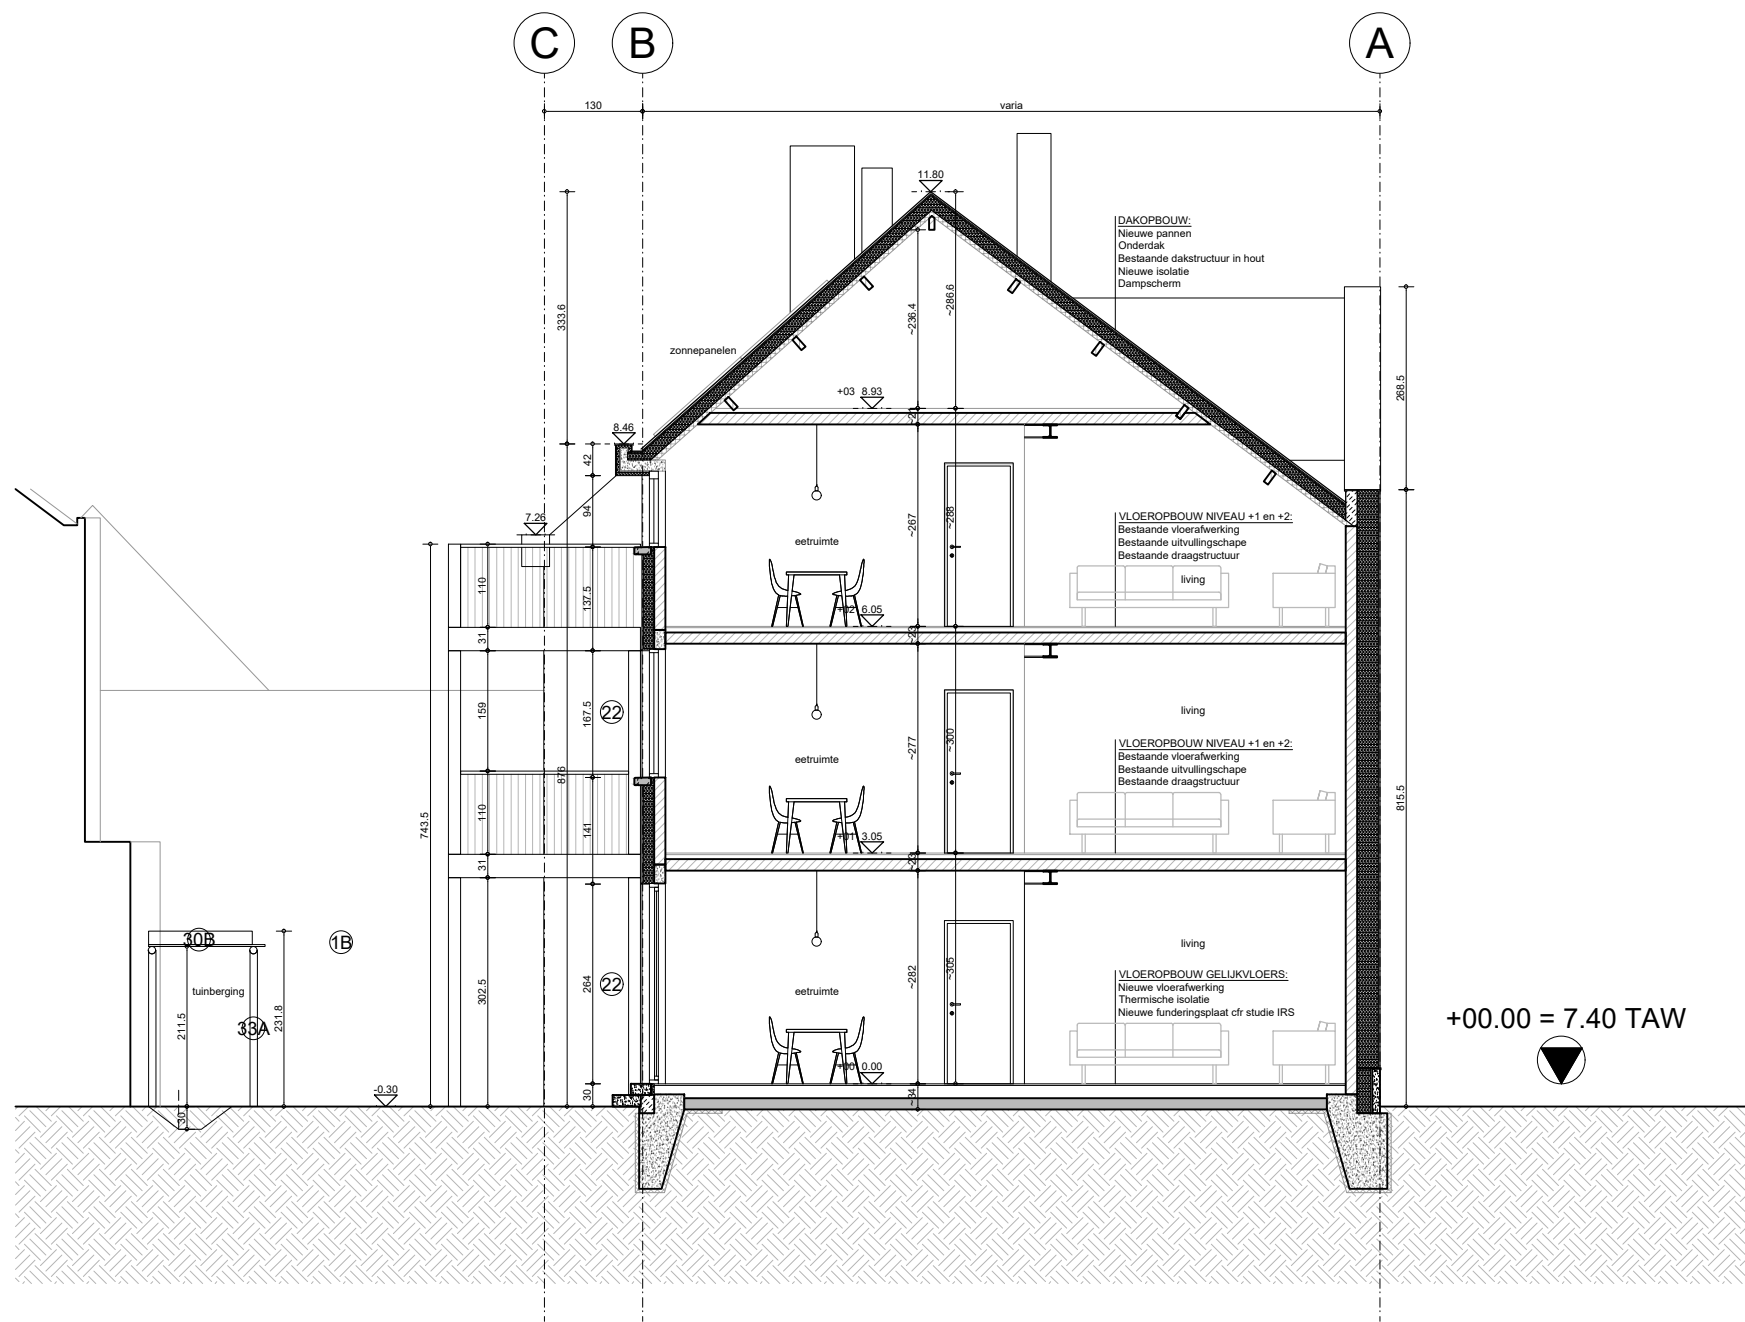 C
B
A
130
varia
11.80
DAKOPBOUW:
Nieuwe pannen
Onderdak
Bestaande dakstructuur in hout
Nieuwe isolatie
Dampscherm
333.6
~236.4
~286.6
zonnepanelen
+03 8.93
268.5
~21
8.46
42
94
7.26
~267
~288
eetruimte
VLOEROPBOUW NIVEAU +1 en +2:
Bestaande vloerafwerking
Bestaande uitvullingschape
Bestaande draagstructuur
living
110
137.5
+02 6.05
31
~23
159
167.5
22
living
~277
~300
eetruimte
VLOEROPBOUW NIVEAU +1 en +2:
Bestaande vloerafwerking
Bestaande uitvullingschape
Bestaande draagstructuur
876
743.5
110
141
815.5
+01 3.05
31
~23
30B
1B
living
tuinberging
211.5
33A
231.8
302.5
264
22
eetruimte
~282
~305
VLOEROPBOUW GELIJKVLOERS:
Nieuwe vloerafwerking
Thermische isolatie
Nieuwe funderingsplaat cfr studie IRS
+00.00 = 7.40 TAW
+00 0.00
-0.30
30
30
~34